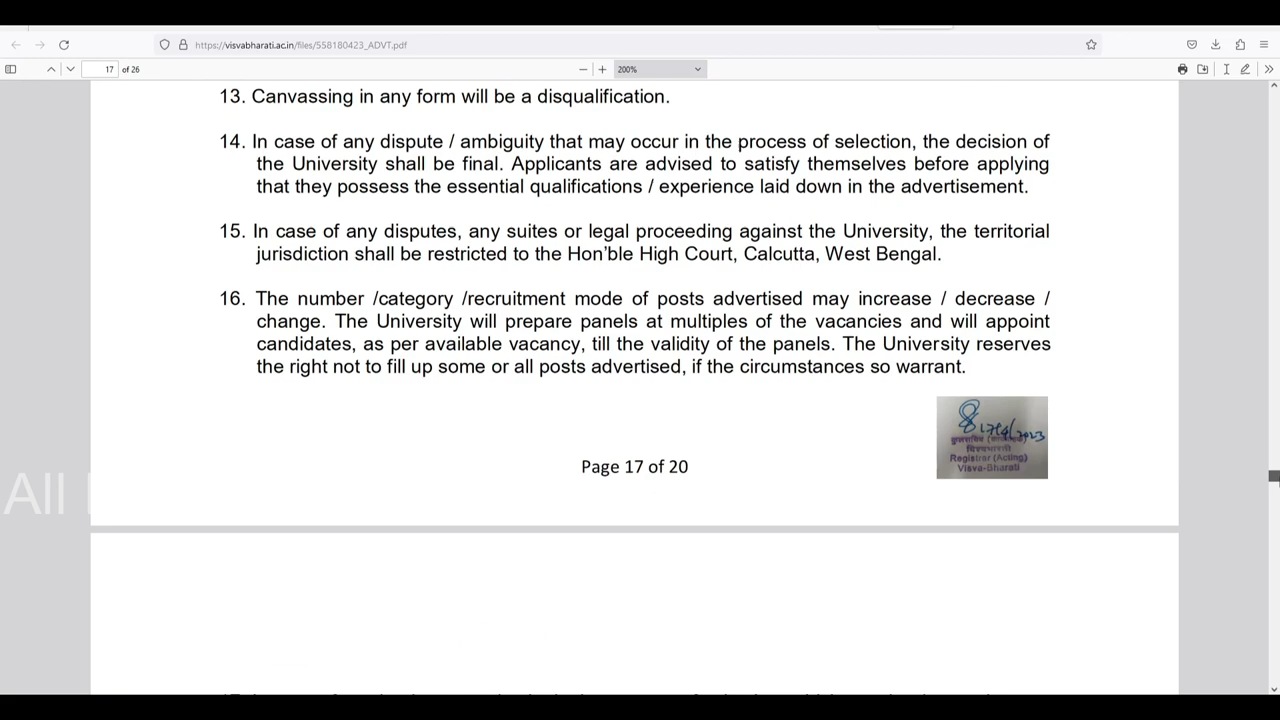 https://visvabharati.ac.in/files/558180423_ADVT.pdf
17 of 26
200%
13. Canvassing in any form will be a disqualification.
14. In case of any dispute / ambiguity that may occur in the process of selection, the decision of
the University shall be final. Applicants are advised to satisfy themselves before applying
that they possess the essential qualifications / experience laid down in the advertisement.
15. In case of any disputes, any suites or legal proceeding against the University, the territorial
jurisdiction shall be restricted to the Hon’ble High Court, Calcutta, West Bengal.
16. The number /category /recruitment mode of posts advertised may increase / decrease /
change. The University will prepare panels at multiples of the vacancies and will appoint
candidates, as per available vacancy, till the validity of the panels. The University reserves
the right not to fill up some or all posts advertised, if the circumstances so warrant.
विश्वभारती
Registrar (Acting)
Visva-Bharati
Page 17 of 20
All